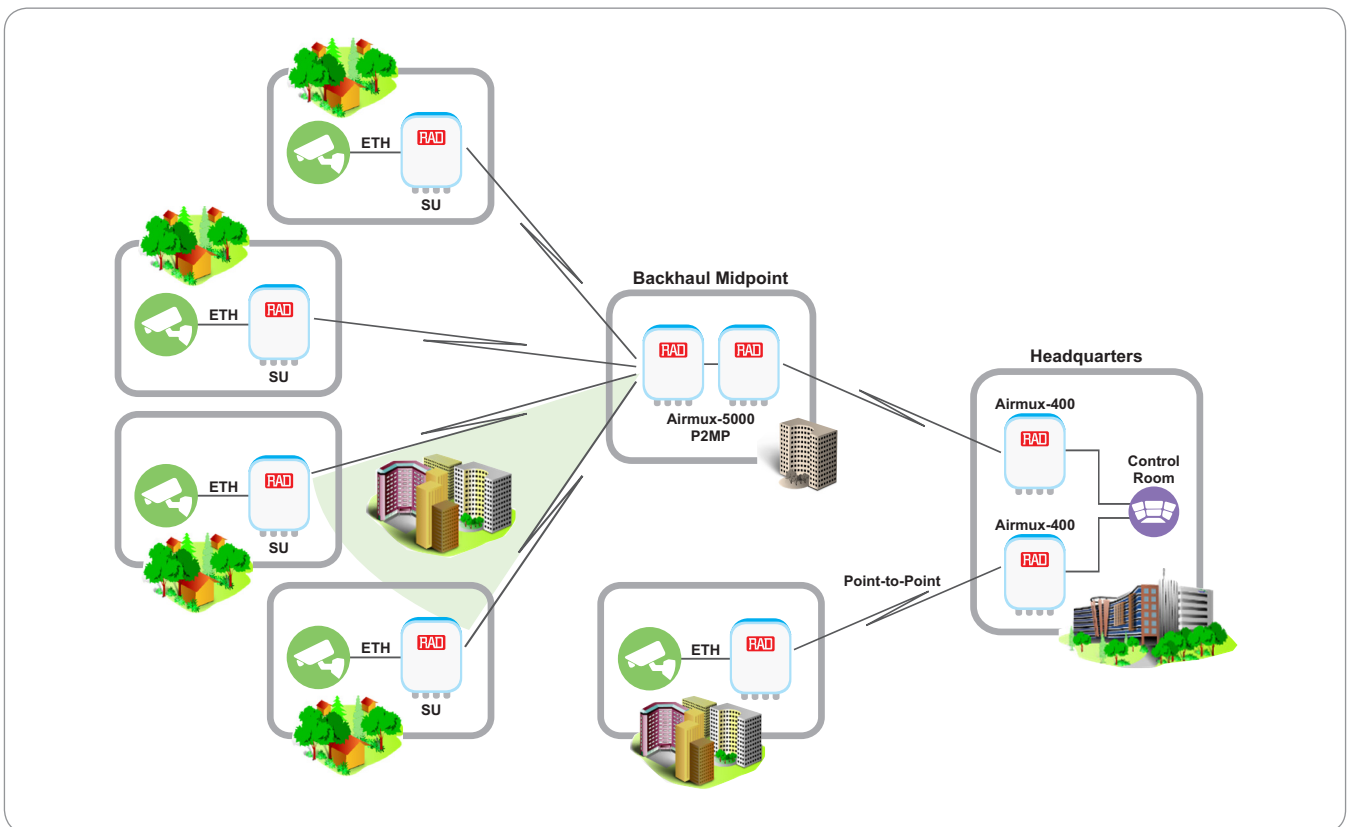 ETH
RAD
SU
ETH
RAD
SU
Backhaul Midpoint
RAD RAD
Airmux-5000
P2MP
Headquarters
Airmux-400
RAD
Control
Room
Airmux-400
RAD
ETH
RAD
SU
ETH
RAD
SU
Point-to-Point
ETH
RAD